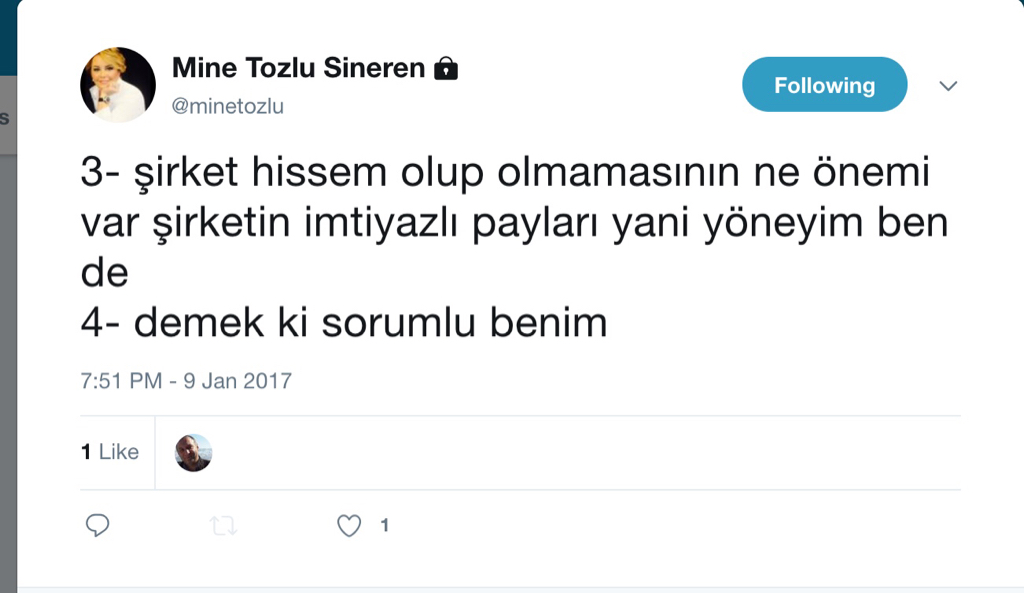 Mine Tozlu Sineren
@minetozlu
Following
s
3- şirket hissem olup olmamasının ne önemi
var şirketin imtiyazlı payları yani yöneyim ben
de
4- demek ki sorumlu benim
7:51 PM - 9 Jan 2017
1 Like
1